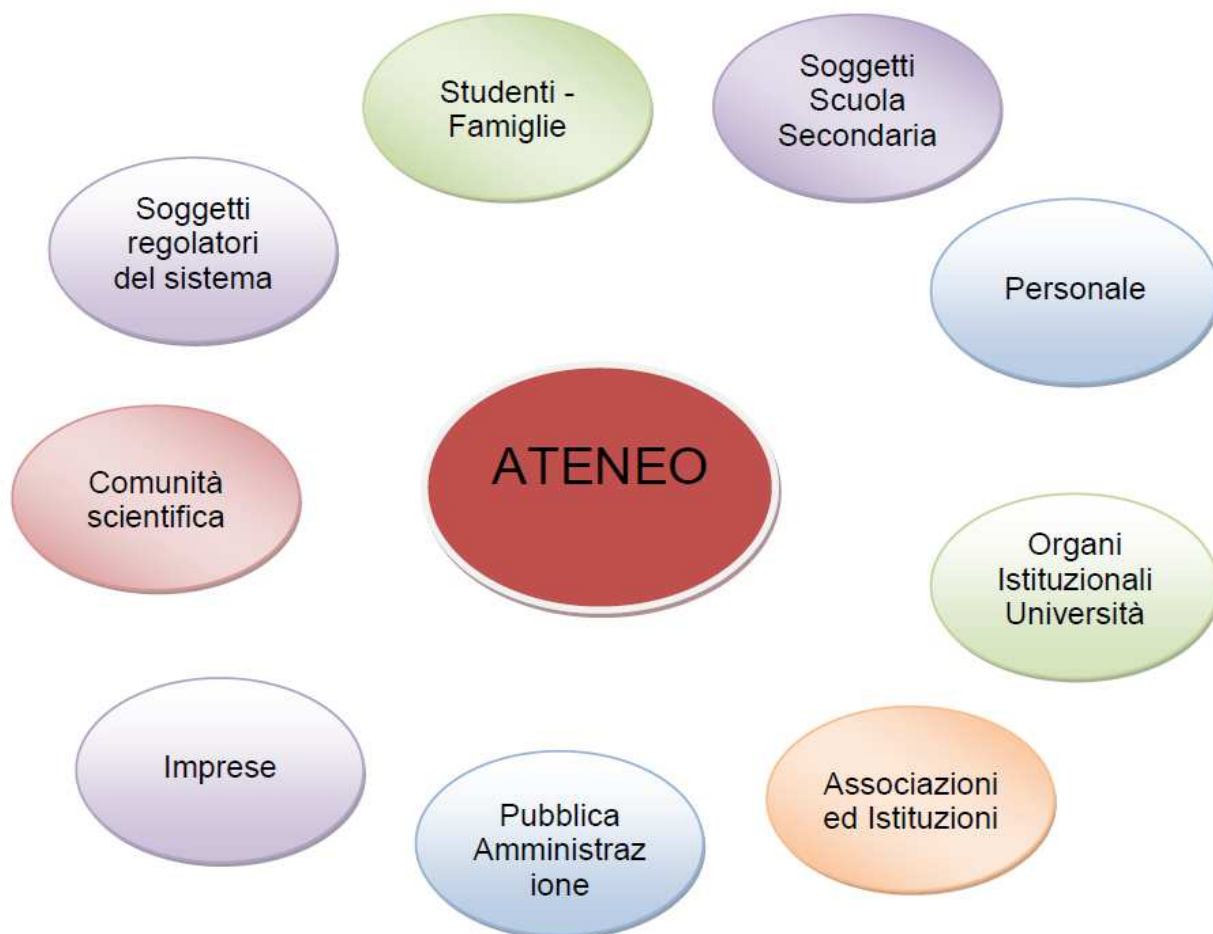 Studenti -
Famiglie
Soggetti
Scuola
Secondaria
Soggetti
regolatori
del sistema
Personale
ATENEO
Comunità
scientifica
Organi
Istituzionali
Università
Imprese
Associazioni
ed Istituzioni
Pubblica
Amministraz
ione